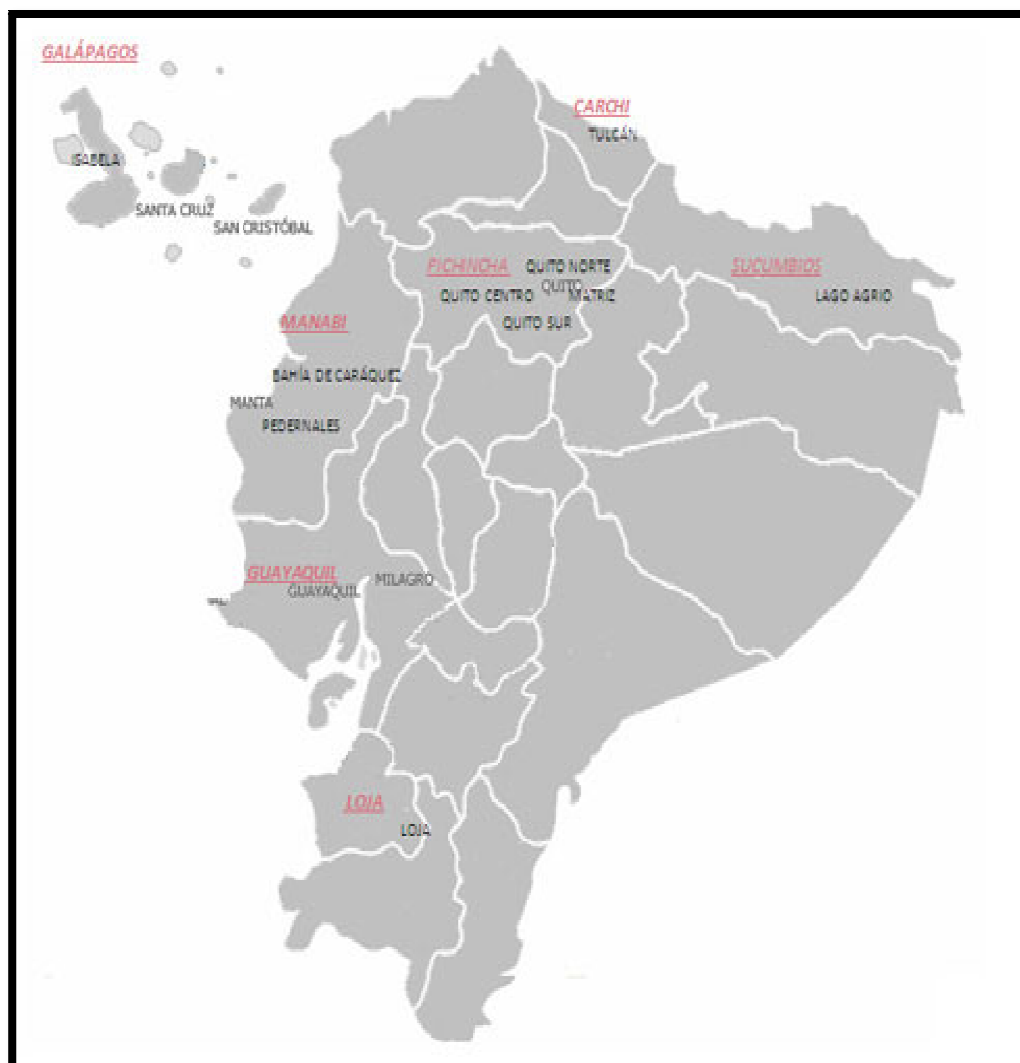 GALÁPAGOS
CARCHI
TULCÁN
ISABELA
SANTA CRUZ
SAN CRISTÓBAL
PICHINCHA
QUITO NORTE
QUITO
QUITO CENTRO
MATRIZ
QUITO SUR
SUCUMBIOS
LAGO AGRIO
MANABI
BAHÍA DE CARÁQUEZ
MANTA
PEDERNALES
GUAYAQUIL
GUAYAQUIL
MILAGRO
LOJA
LOJA